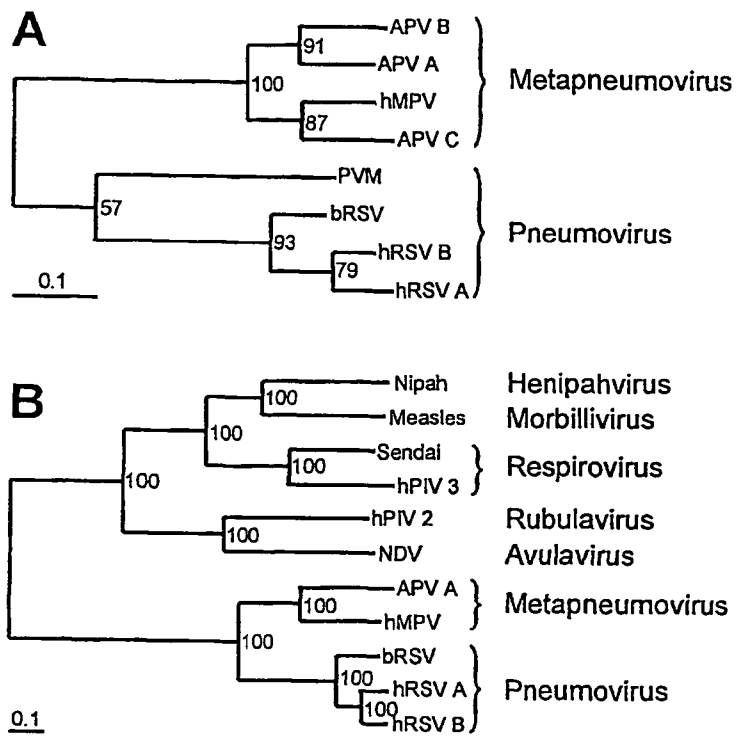 A
APV B
91
APV A
Metapneumovirus
100
hMPV
87
APV C
PVM
57
bRSV
Pneumovirus
93
hRSV B
79
0.1
hRSV A
B
Nipah Henipahvirus
100
Measles Morbillivirus
100
Sendai
100 Respirovirus
100
hPIV 3
hPIV 2 Rubulavirus
100
NDV Avulavirus
APV A
100 Metapneumovirus
hMPV
100
bRSV
100
hRSV A Pneumovirus
100
0.1
hRSV B